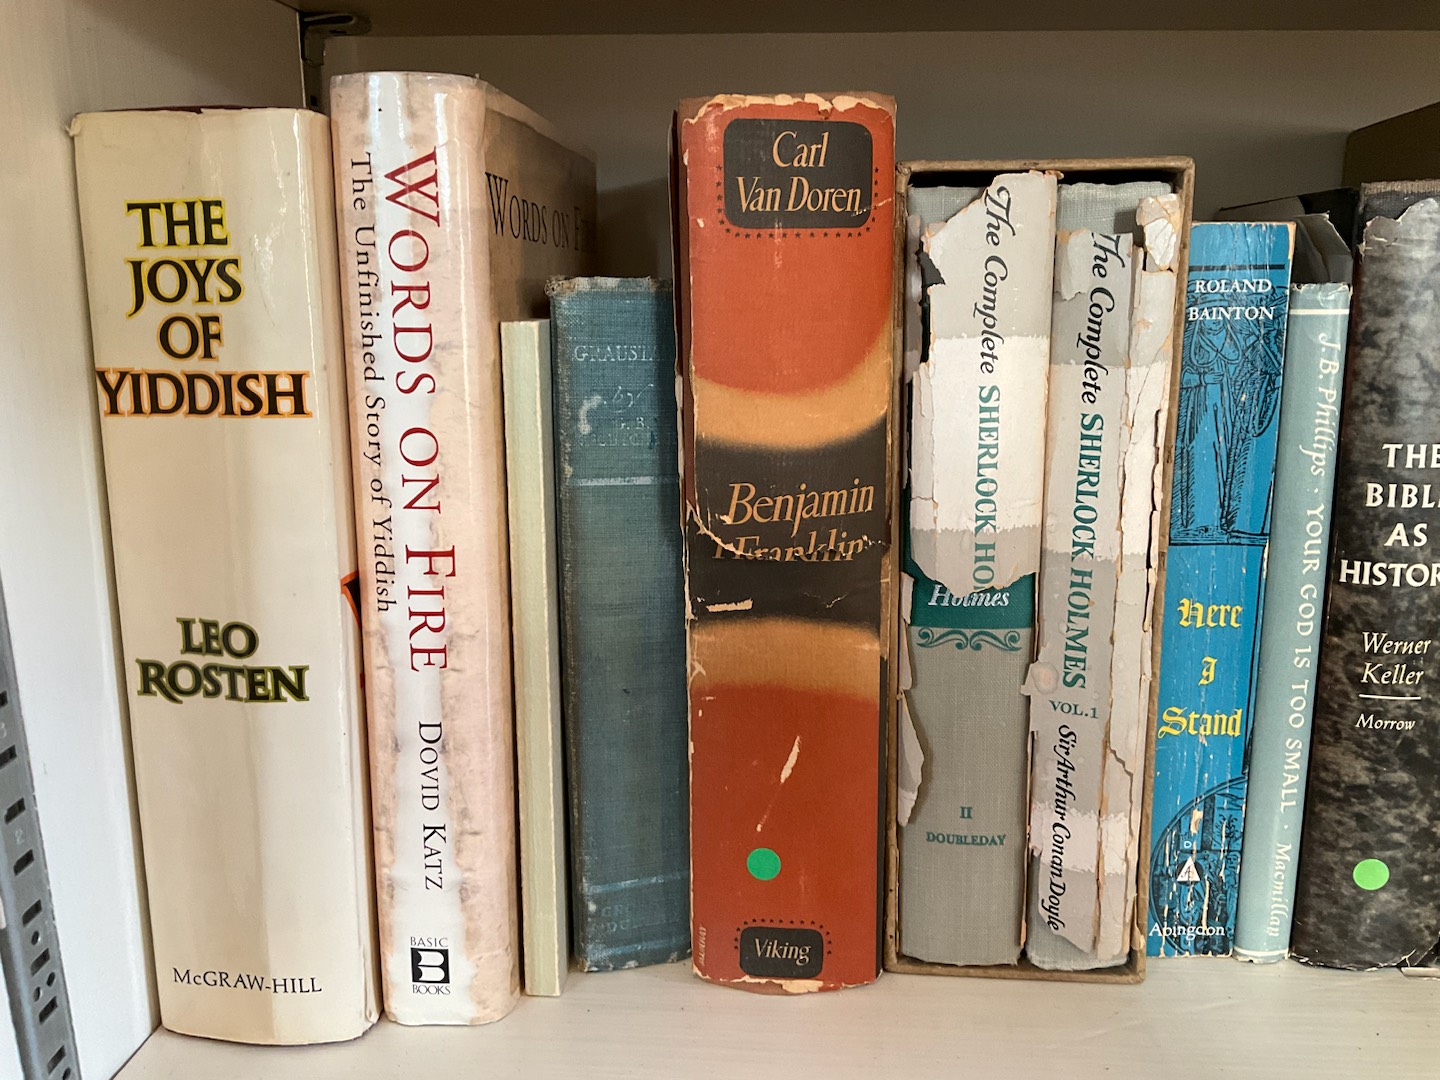 THE
JOYS
OF
YIDDISH
LEO
ROSTEN
McGRAW-HILL
WORDS ON FIRE
The Unfinished Story of Yiddish
DOVID KATZ
BASIC
B
BOOKS
WORDS ON
GRAUSTA
Carl
Van Doren
Benjamin
Franklin
Viking
The Complete SHERLOCK HO
Holmes
II
DOUBLEDAY
The Complete SHERLOCK HOLMES
VOL.1
Sir Arthur Conan Doyle
ROLAND
BAINTON
Here
I
Stand
Abingdon
J.B. Phillips · YOUR GOD IS TOO SMALL · Macmillan
THE
BIBL
AS
HISTOR
Werner
Keller
Morrow